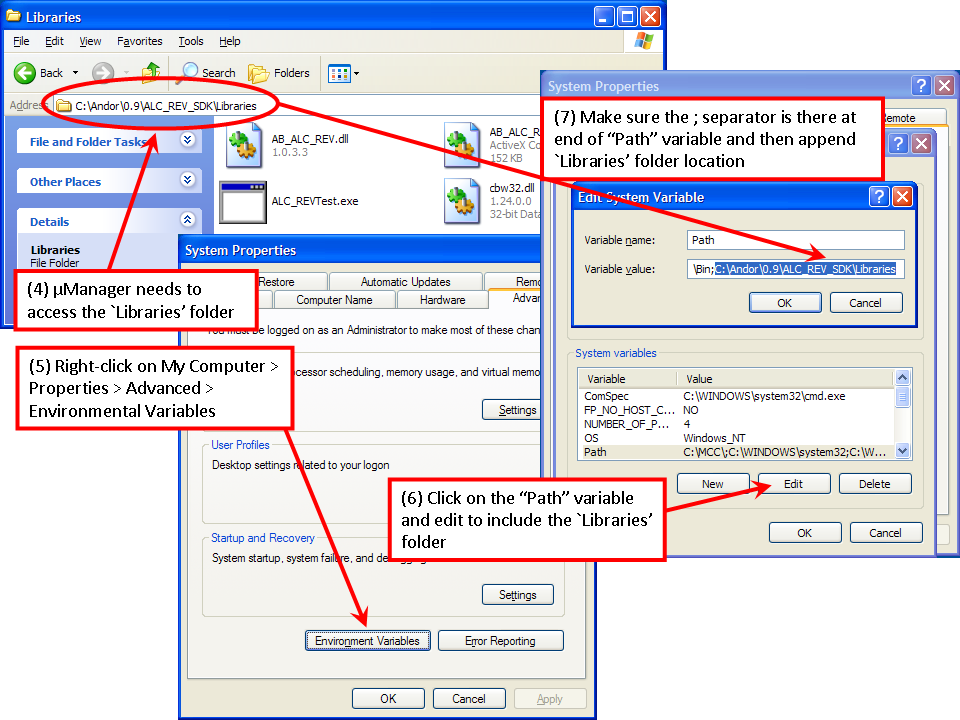 Libraries
File Edit View Favorites Tools Help
Back Search Folders
Address C:\Andor\0.9\ALC_REV_SDK\Libraries
File and Folder Tasks
Other Places
Details
Libraries
File Folder
AB_ALC_REV.dll
1.0.3.3
ALC_REVTest.exe
AB_ALC_R
ActiveX Co
152 KB
cbw32.dll
1.24.0.0
32-bit Data
(4) µManager needs to
access the `Libraries' folder
(5) Right-click on My Computer >
Properties > Advanced >
Environmental Variables
System Properties
Restore Automatic Updates Remo
Computer Name Hardware Advan
You must be logged on as an Administrator to make most of these chan
ocessor scheduling, memory usage, and virtual memo
Settings
User Profiles
Desktop settings related to your logon
Startup and Recovery
System startup, system failure, and debugging
Settings
Environment Variables Error Reporting
OK Cancel Apply
(6) Click on the “Path” variable
and edit to include the `Libraries'
folder
System Properties
Remote
(7) Make sure the ; separator is there at
end of “Path” variable and then append
`Libraries' folder location
Edit System Variable
Variable name: Path
Variable value: \Bin;C:\Andor\0.9\ALC_REV_SDK\Libraries
OK Cancel
System variables
Variable Value
ComSpec C:\WINDOWS\system32\cmd.exe
FP_NO_HOST_C... NO
NUMBER_OF_P... 4
OS Windows_NT
Path C:\MCC\;C:\WINDOWS\system32;C:\W...
New Edit Delete
OK Cancel